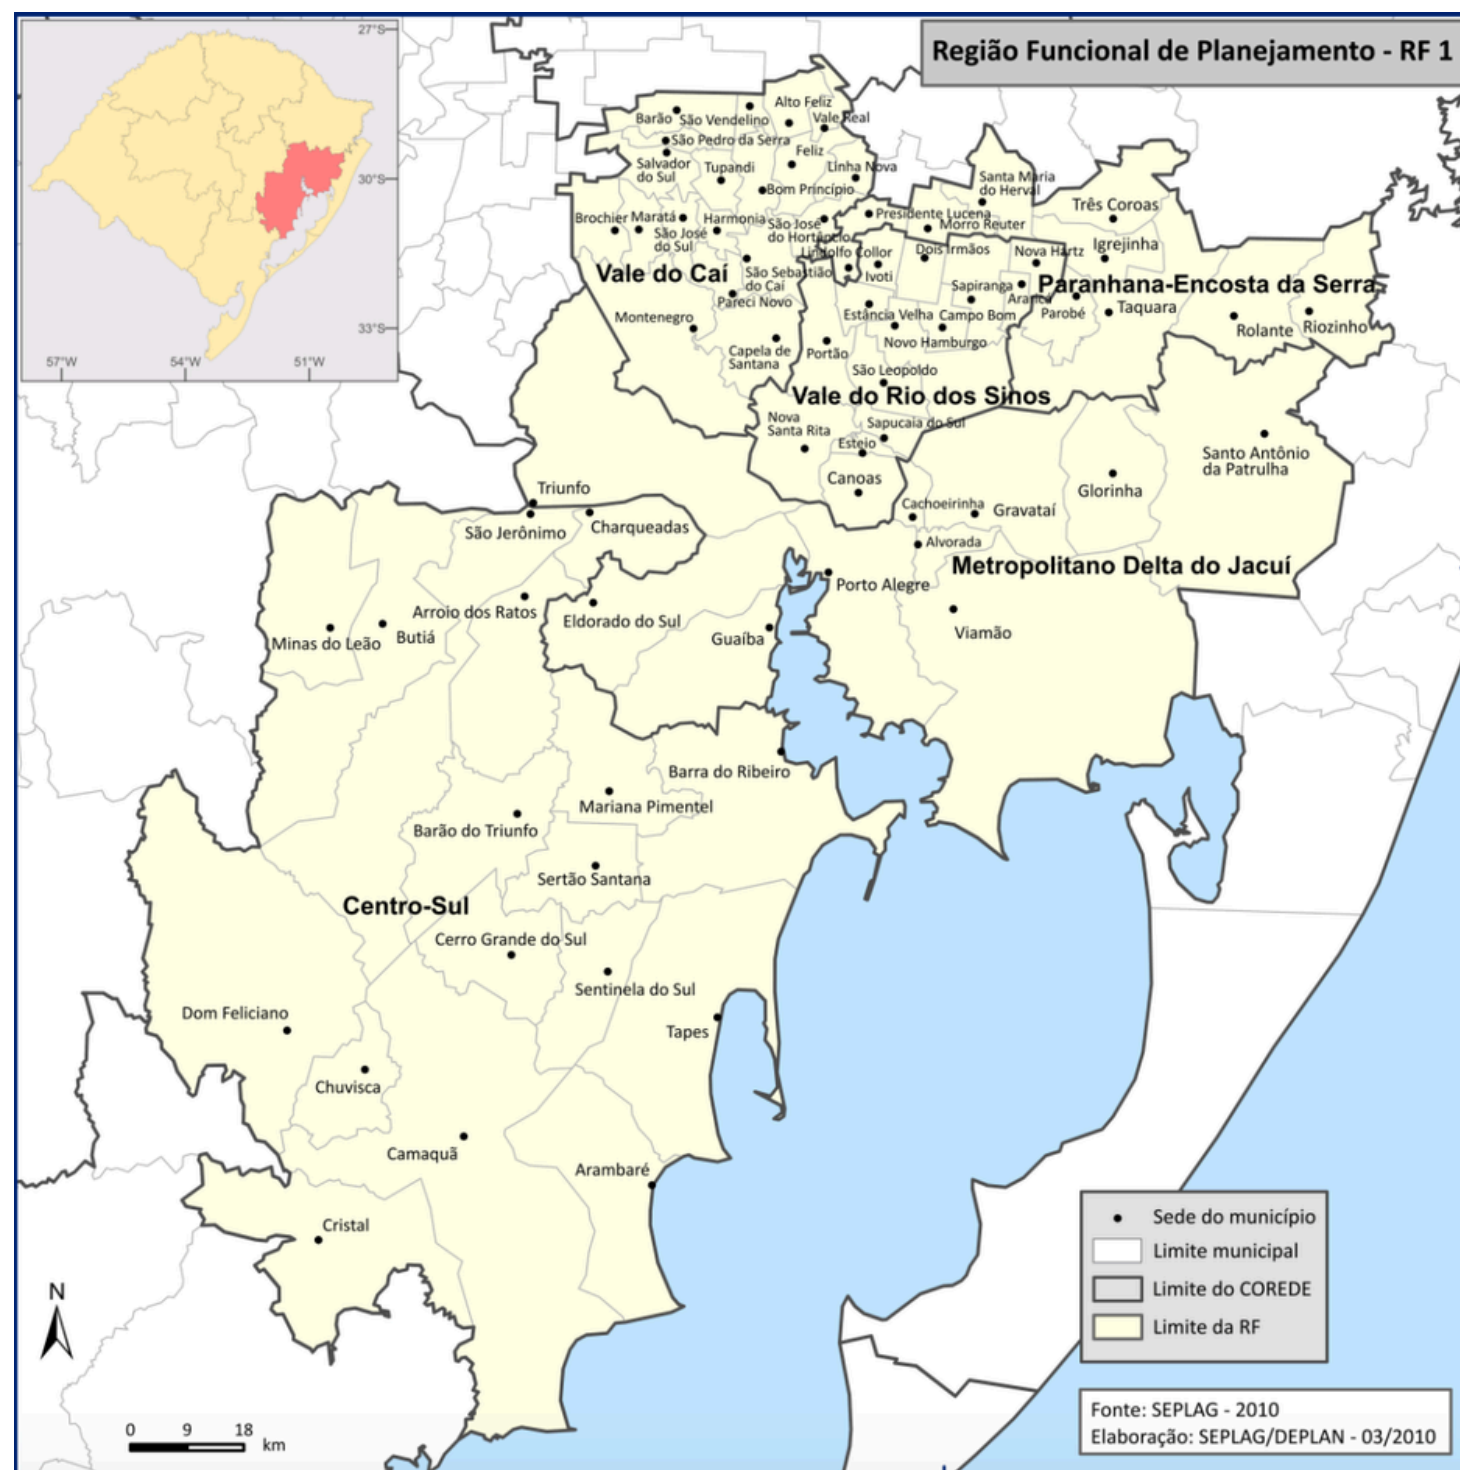 Região Funcional de Planejamento - RF 1
27°S
30°S
33°S
57°W
54°W
51°W
Alto Feliz
Barão
São Vendelino
Vale Real
São Pedro da Serra
Feliz
Salvador
do Sul
Tupandi
Linha Nova
Bom Princípio
Santa Maria
do Herval
Três Coroas
Brochier
Maratá
Harmonia
São José
do Hortêncio
Presidente Lucena
Morro Reuter
São José
do Sul
Lindolfo Collor
Dois Irmãos
Nova Hartz
Igrejinha
Vale do Caí
São Sebastião
do Caí
Ivoti
Sapiranga
Araricá
Paranhana-Encosta da Serra
Pareci Novo
Montenegro
Estância Velha
Campo Bom
Parobé
Taquara
Rolante
Riozinho
Capela de
Santana
Portão
Novo Hamburgo
São Leopoldo
Vale do Rio dos Sinos
Nova
Santa Rita
Sapucaia do Sul
Esteio
Santo Antônio
da Patrulha
Canoas
Glorinha
Triunfo
Cachoeirinha
Gravataí
São Jerônimo
Charqueadas
Alvorada
Metropolitano Delta do Jacuí
Porto Alegre
Arroio dos Ratos
Eldorado do Sul
Minas do Leão
Butiá
Guaíba
Viamão
Barra do Ribeiro
Mariana Pimentel
Barão do Triunfo
Sertão Santana
Centro-Sul
Cerro Grande do Sul
Sentinela do Sul
Dom Feliciano
Tapes
Chuvisca
Camaquã
Arambaré
Cristal
N
0 9 18
km
Sede do município
Limite municipal
Limite do COREDE
Limite da RF
Fonte: SEPLAG - 2010
Elaboração: SEPLAG/DEPLAN - 03/2010